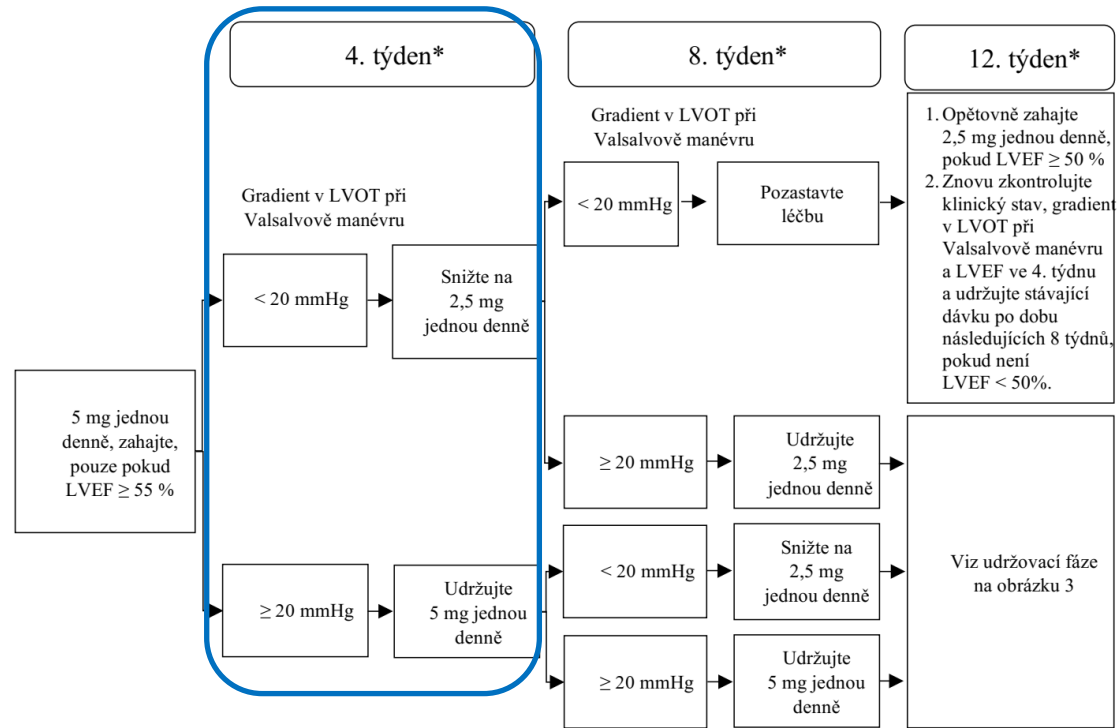 4. týden*
8. týden*
12. týden*
5 mg jednou
denně, zahajte,
pouze pokud
LVEF ≥ 55 %
Gradient v LVOT při
Valsalvově manévru
< 20 mmHg
Snižte na
2,5 mg
jednou denně
≥ 20 mmHg
Udržujte
5 mg jednou
denně
Gradient v LVOT při
Valsalvově manévru
< 20 mmHg
Pozastavte
léčbu
≥ 20 mmHg
Udržujte
2,5 mg
jednou denně
< 20 mmHg
Snižte na
2,5 mg
jednou denně
≥ 20 mmHg
Udržujte
5 mg jednou
denně
1. Opětovně zahajte
2,5 mg jednou denně,
pokud LVEF ≥ 50 %
2. Znovu zkontrolujte
klinický stav, gradient
v LVOT při
Valsalvově manévru
a LVEF ve 4. týdnu
a udržujte stávající
dávku po dobu
následujících 8 týdnů,
pokud není
LVEF < 50%.
Viz udržovací fáze
na obrázku 3